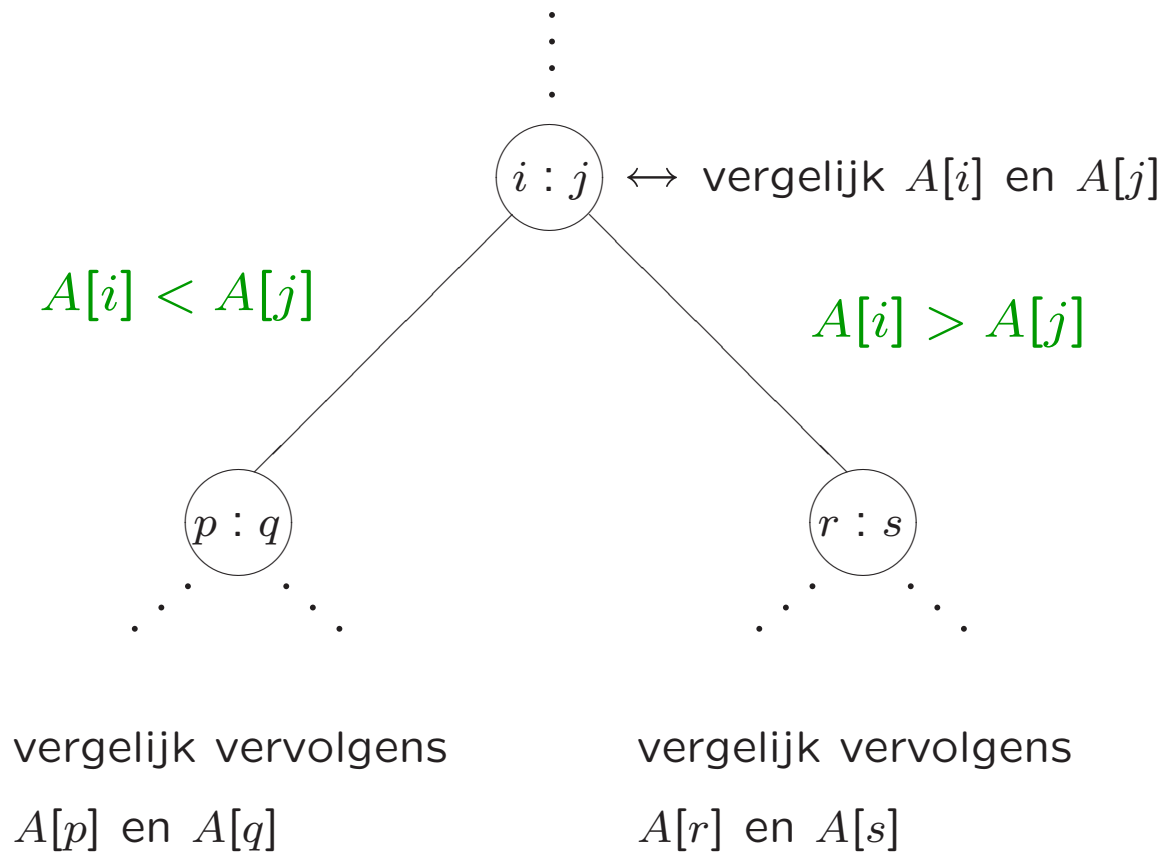 i : j ↔ vergelijk A[i] en A[j]
A[i] < A[j]
A[i] > A[j]
p : q
r : s
vergelijk vervolgens
A[p] en A[q]
vergelijk vervolgens
A[r] en A[s]